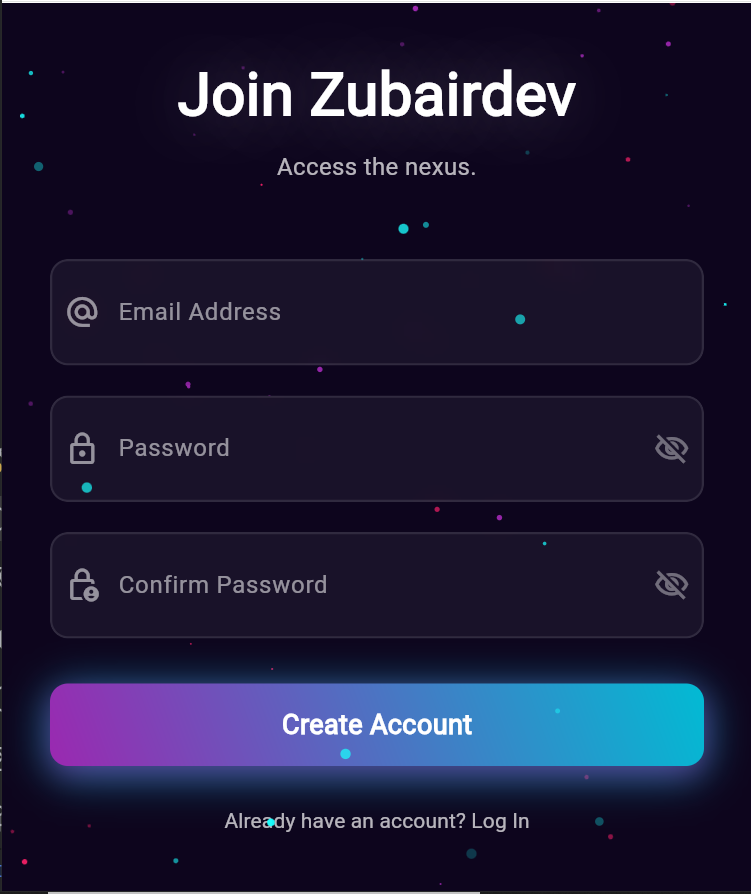 Join Zubairdev
Access the nexus.
Email Address
Password
Confirm Password
Create Account
Already have an account? Log In